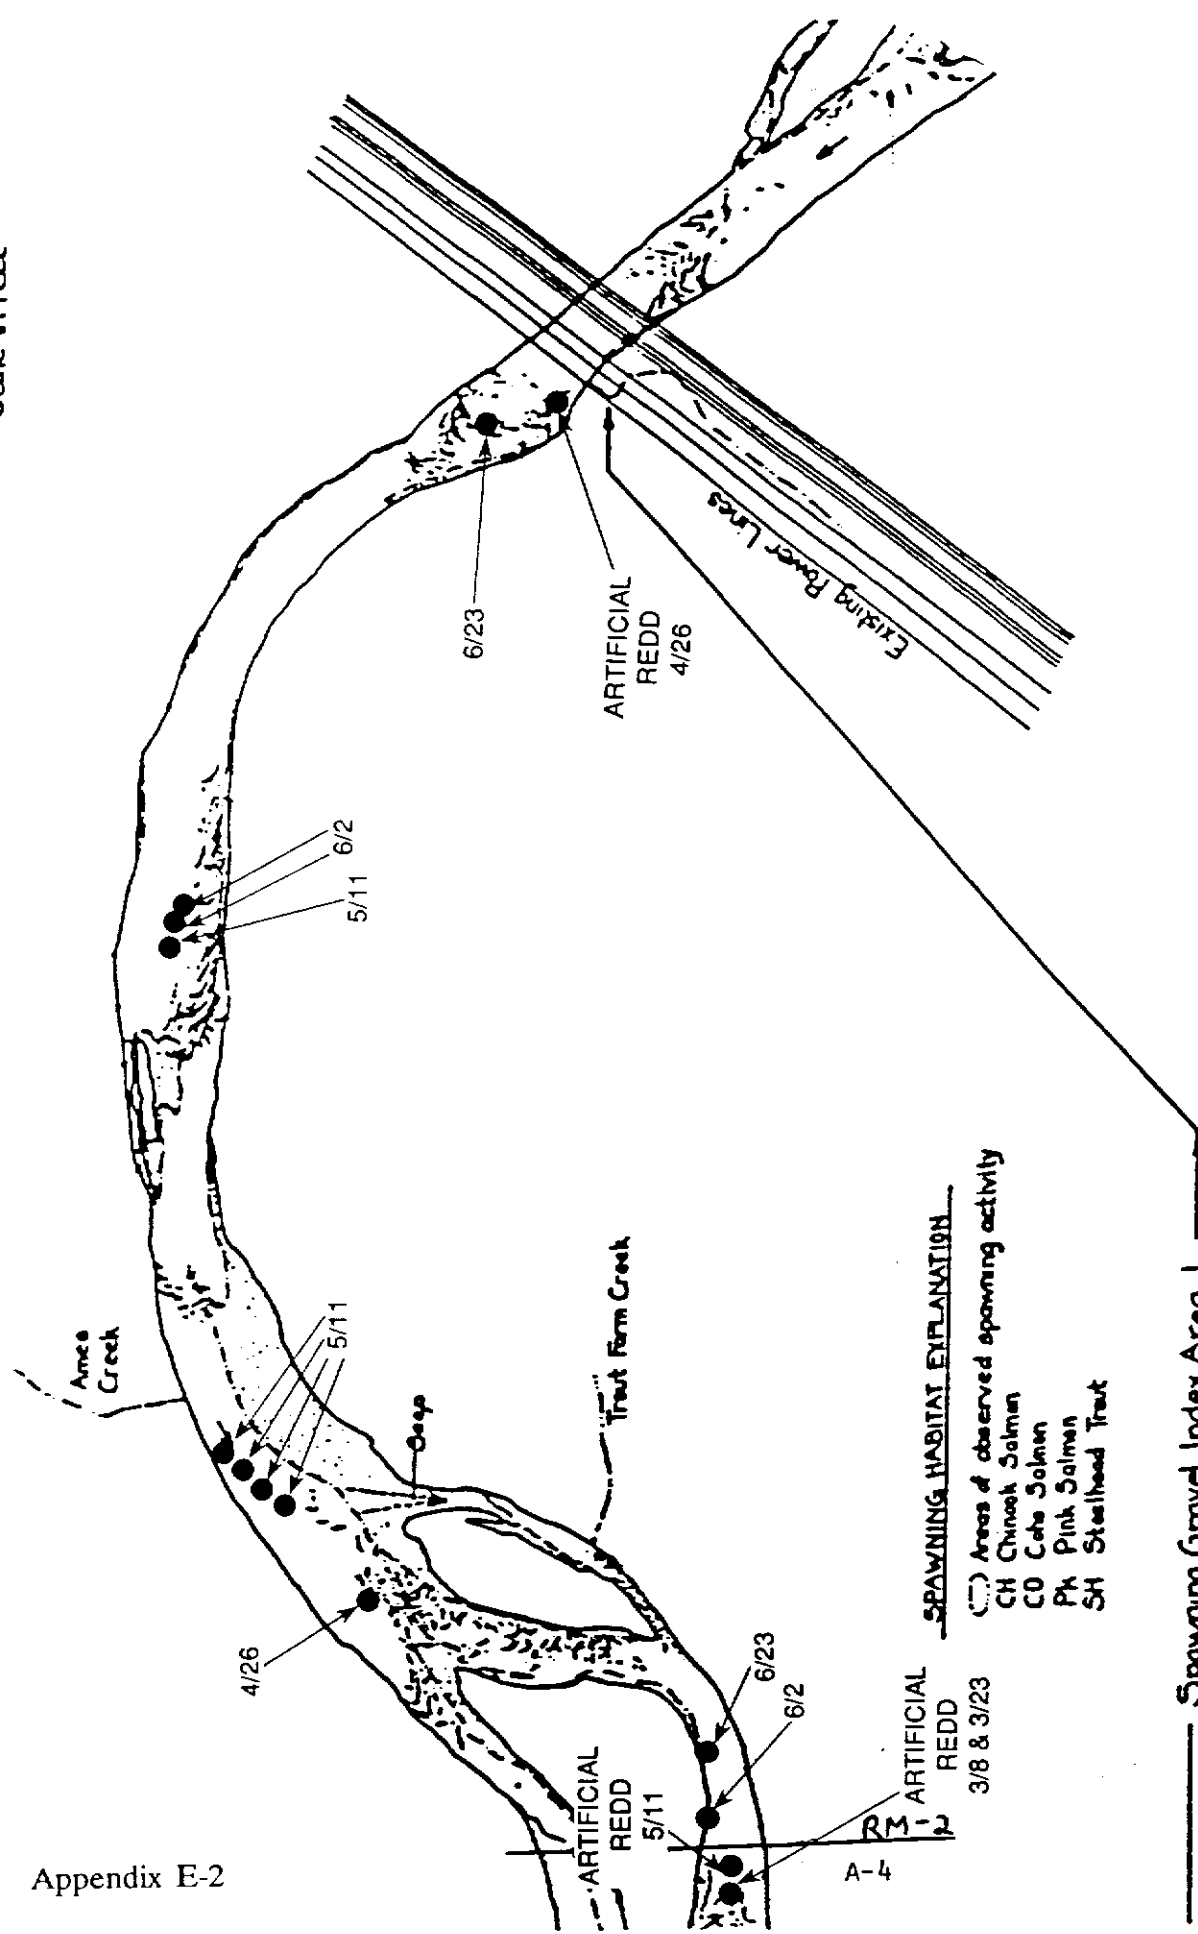 6/23
ARTIFICIAL
REDD
4/26
Existing Power Lines
6/2
5/11
Ames
Creek
5/11
Seep
Trout Farm Creek
4/26
6/23
6/2
ARTIFICIAL
REDD
5/11
ARTIFICIAL
REDD
3/8 & 3/23
RM-2
A-4
SPAWNING HABITAT EXPLANATION
Areas of observed spawning activity
CH Chinook Salmon
CO Coho Salmon
PK Pink Salmon
SH Steelhead Trout
Spawning Gravel Index Area 1
Appendix E-2